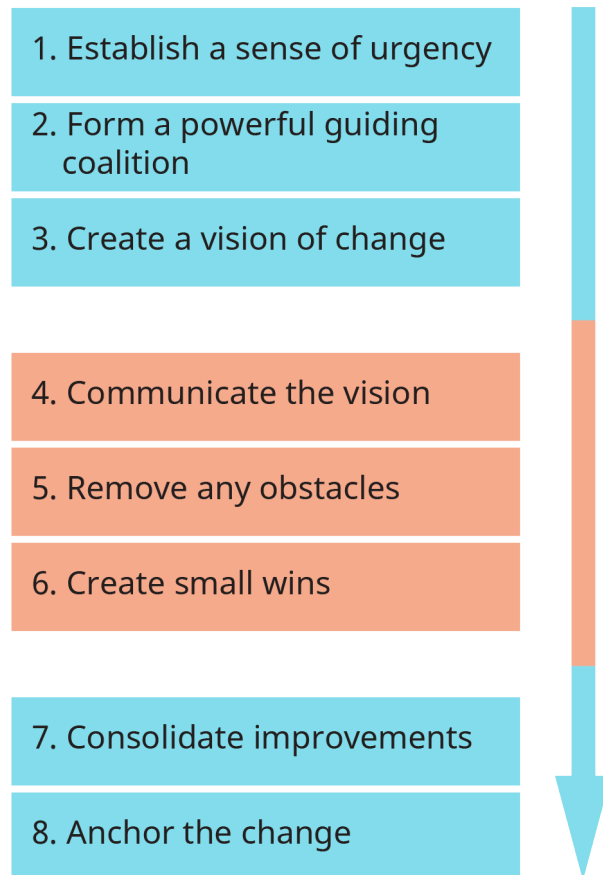 1. Establish a sense of urgency
2. Form a powerful guiding
coalition
3. Create a vision of change
4. Communicate the vision
5. Remove any obstacles
6. Create small wins
7. Consolidate improvements
8. Anchor the change